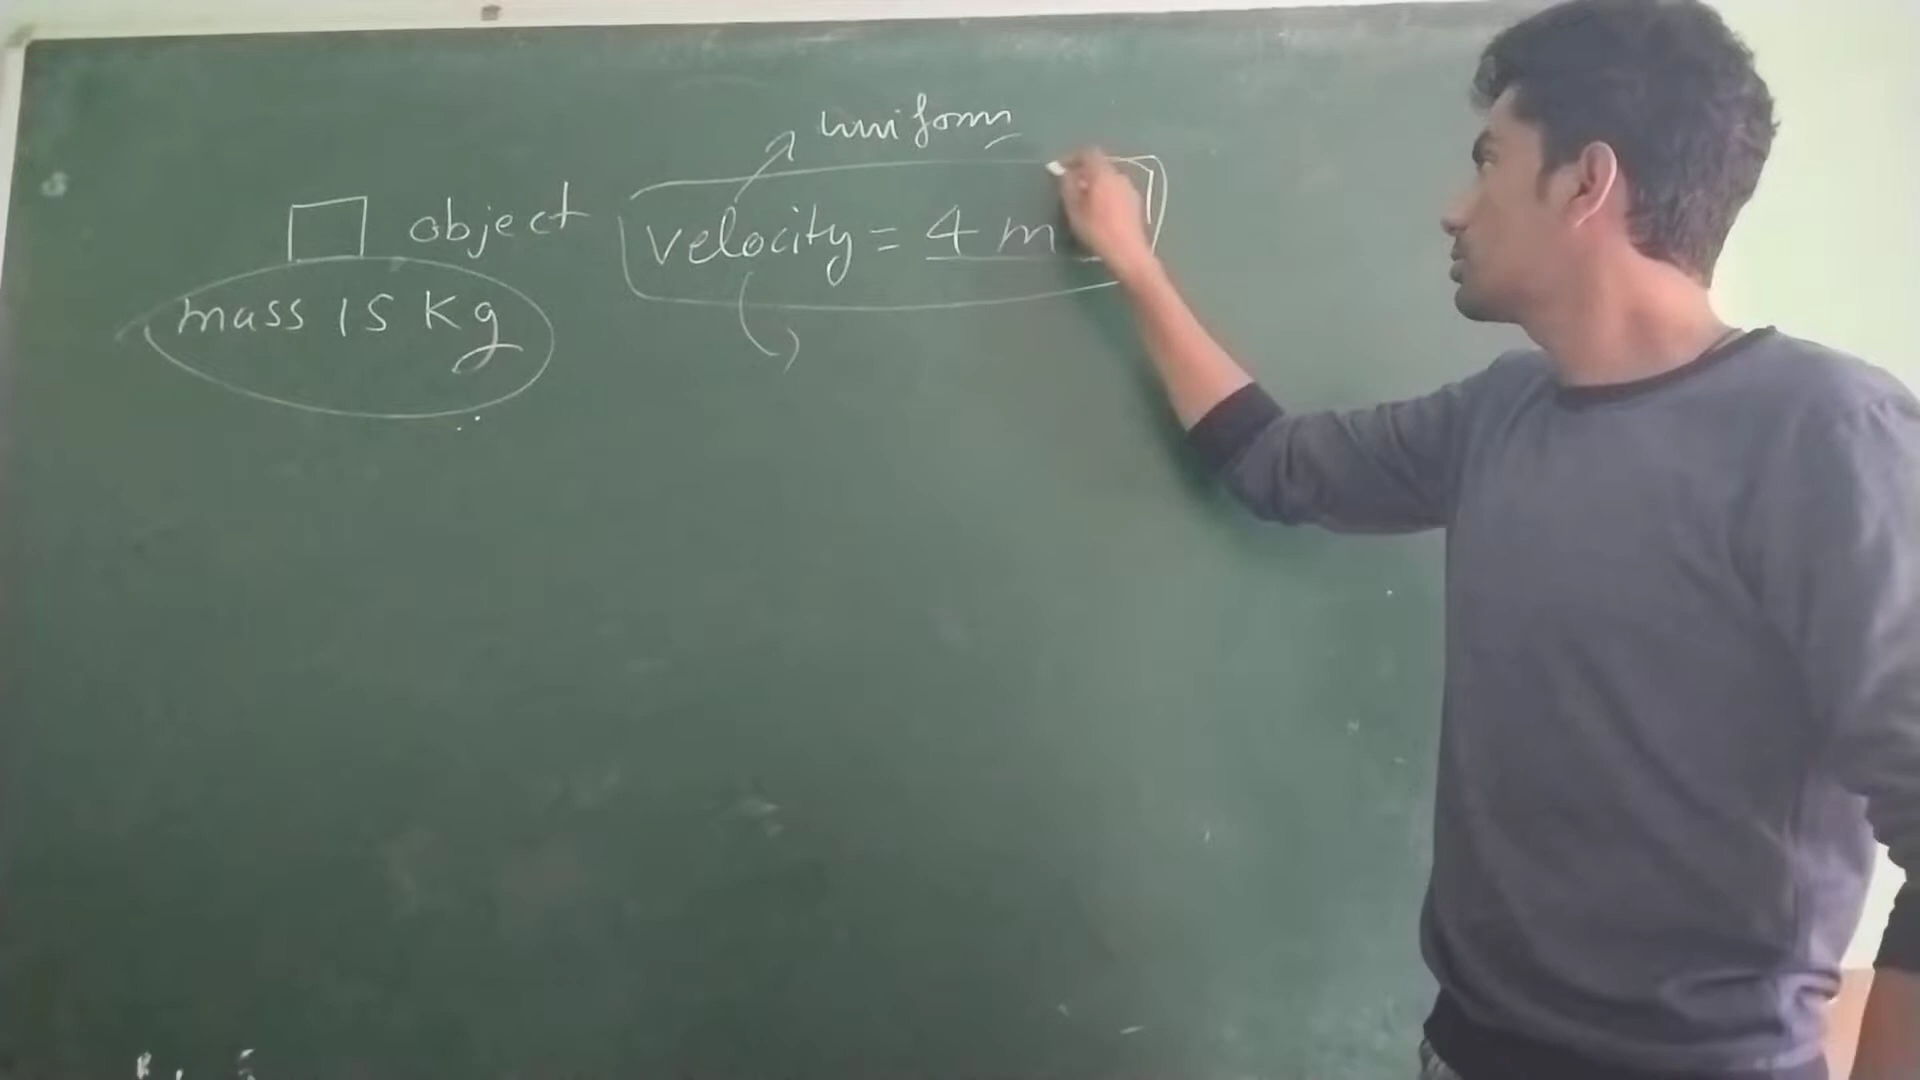 uniform
object velocity = 4 m
mass 15 Kg